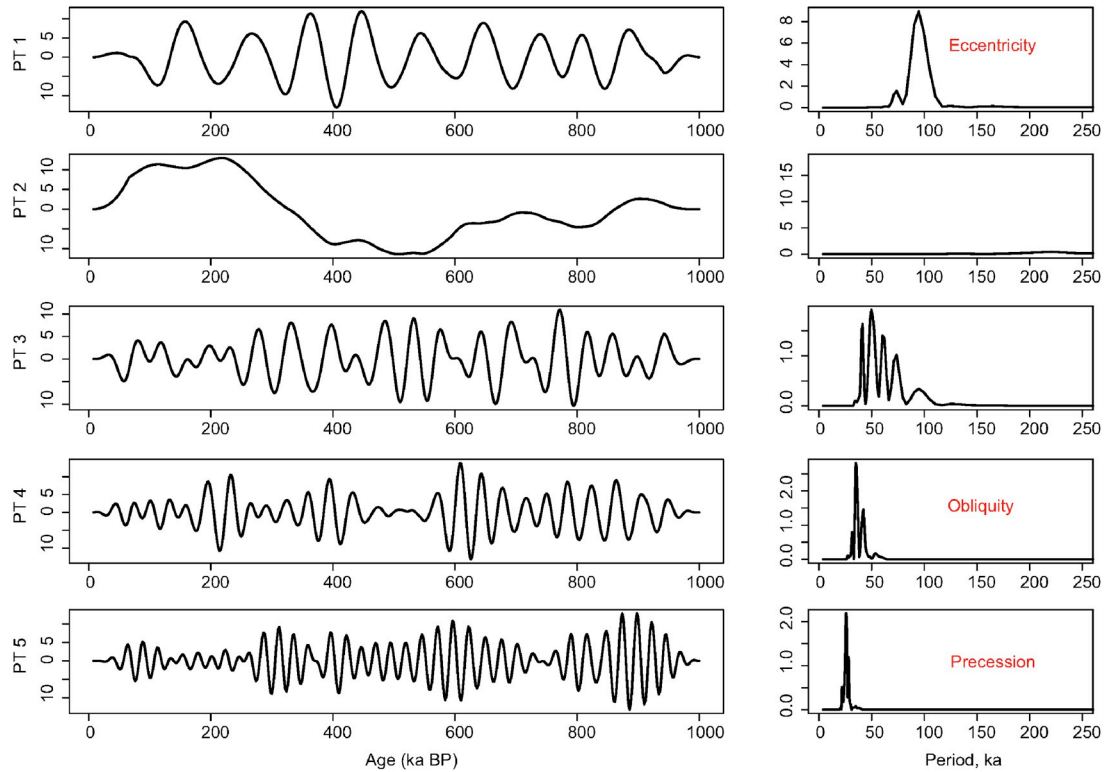 PT 1
10 0 5
0 200 400 600 800 1000
0 2 4 6 8
Eccentricity
0 50 100 150 200 250
PT 2
10 0 5 10
0 200 400 600 800 1000
0 5 10 15
0 50 100 150 200 250
PT 3
10 0 5 10
0 200 400 600 800 1000
0.0 1.0
0 50 100 150 200 250
PT 4
10 0 5
0 200 400 600 800 1000
0.0 1.0 2.0
Obliquity
0 50 100 150 200 250
PT 5
10 0 5
0 200 400 600 800 1000
0.0 1.0 2.0
Precession
0 50 100 150 200 250
Age (ka BP)
Period, ka